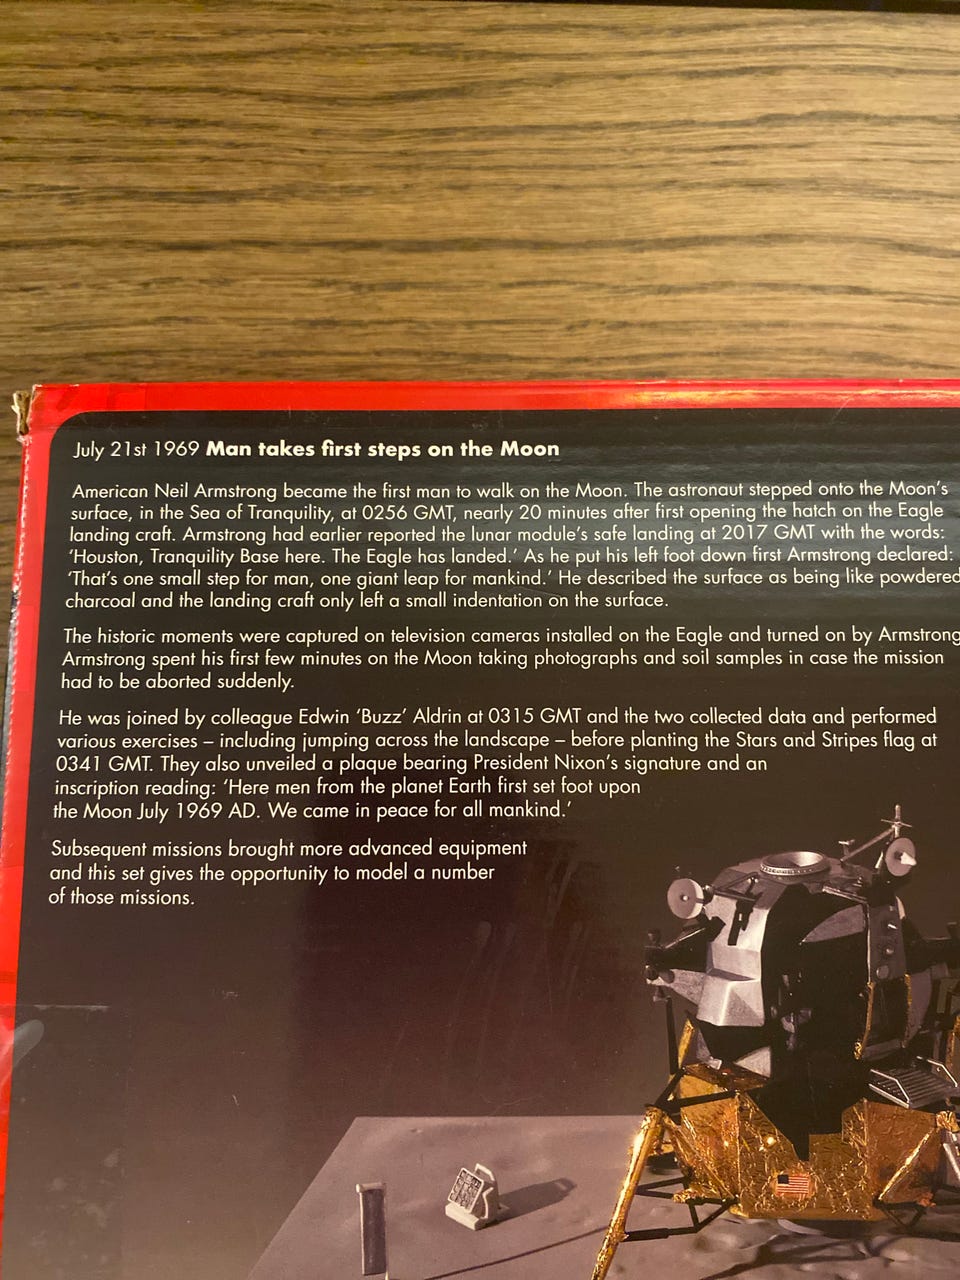 July 21st 1969 Man takes first steps on the Moon
American Neil Armstrong became the first man to walk on the Moon. The astronaut stepped onto the Moon's
surface, in the Sea of Tranquility, at 0256 GMT, nearly 20 minutes after first opening the hatch on the Eagle
landing craft. Armstrong had earlier reported the lunar module's safe landing at 2017 GMT with the words:
'Houston, Tranquility Base here. The Eagle has landed.' As he put his left foot down first Armstrong declared:
'That's one small step for man, one giant leap for mankind.' He described the surface as being like powdered
charcoal and the landing craft only left a small indentation on the surface.
The historic moments were captured on television cameras installed on the Eagle and turned on by Armstrong
Armstrong spent his first few minutes on the Moon taking photographs and soil samples in case the mission
had to be aborted suddenly.
He was joined by colleague Edwin 'Buzz' Aldrin at 0315 GMT and the two collected data and performed
various exercises – including jumping across the landscape – before planting the Stars and Stripes flag at
0341 GMT. They also unveiled a plaque bearing President Nixon's signature and an
inscription reading: 'Here men from the planet Earth first set foot upon
the Moon July 1969 AD. We came in peace for all mankind.'
Subsequent missions brought more advanced equipment
and this set gives the opportunity to model a number
of those missions.